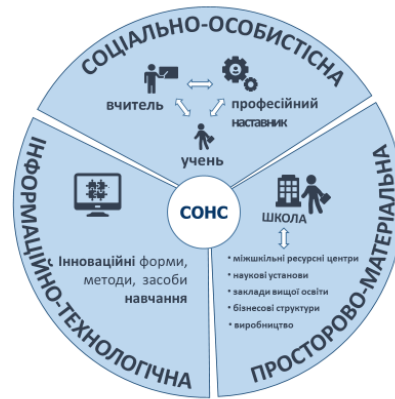 СОЦІАЛЬНО-ОСОБИСТІСНА
вчитель
професійний
наставник
учень
ІНФОРМАЦІЙНО-ТЕХНОЛОГІЧНА
Інноваційні форми,
методи, засоби
навчання
СОНС
ПРОСТОРОВО-МАТЕРІАЛЬНА
ШКОЛА
• міжшкільні ресурсні центри
• наукові установи
• заклади вищої освіти
• бізнесові структури
• виробництво